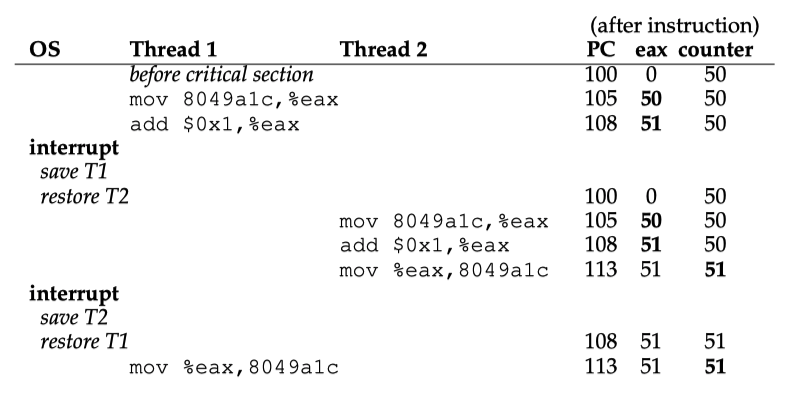 (after instruction)
OS Thread 1 Thread 2 PC eax counter
before critical section 100 0 50
mov 8049a1c,%eax 105 50 50
add $0x1,%eax 108 51 50
interrupt
save T1
restore T2 100 0 50
mov 8049a1c,%eax 105 50 50
add $0x1,%eax 108 51 50
mov %eax,8049a1c 113 51 51
interrupt
save T2
restore T1 108 51 51
mov %eax,8049a1c 113 51 51